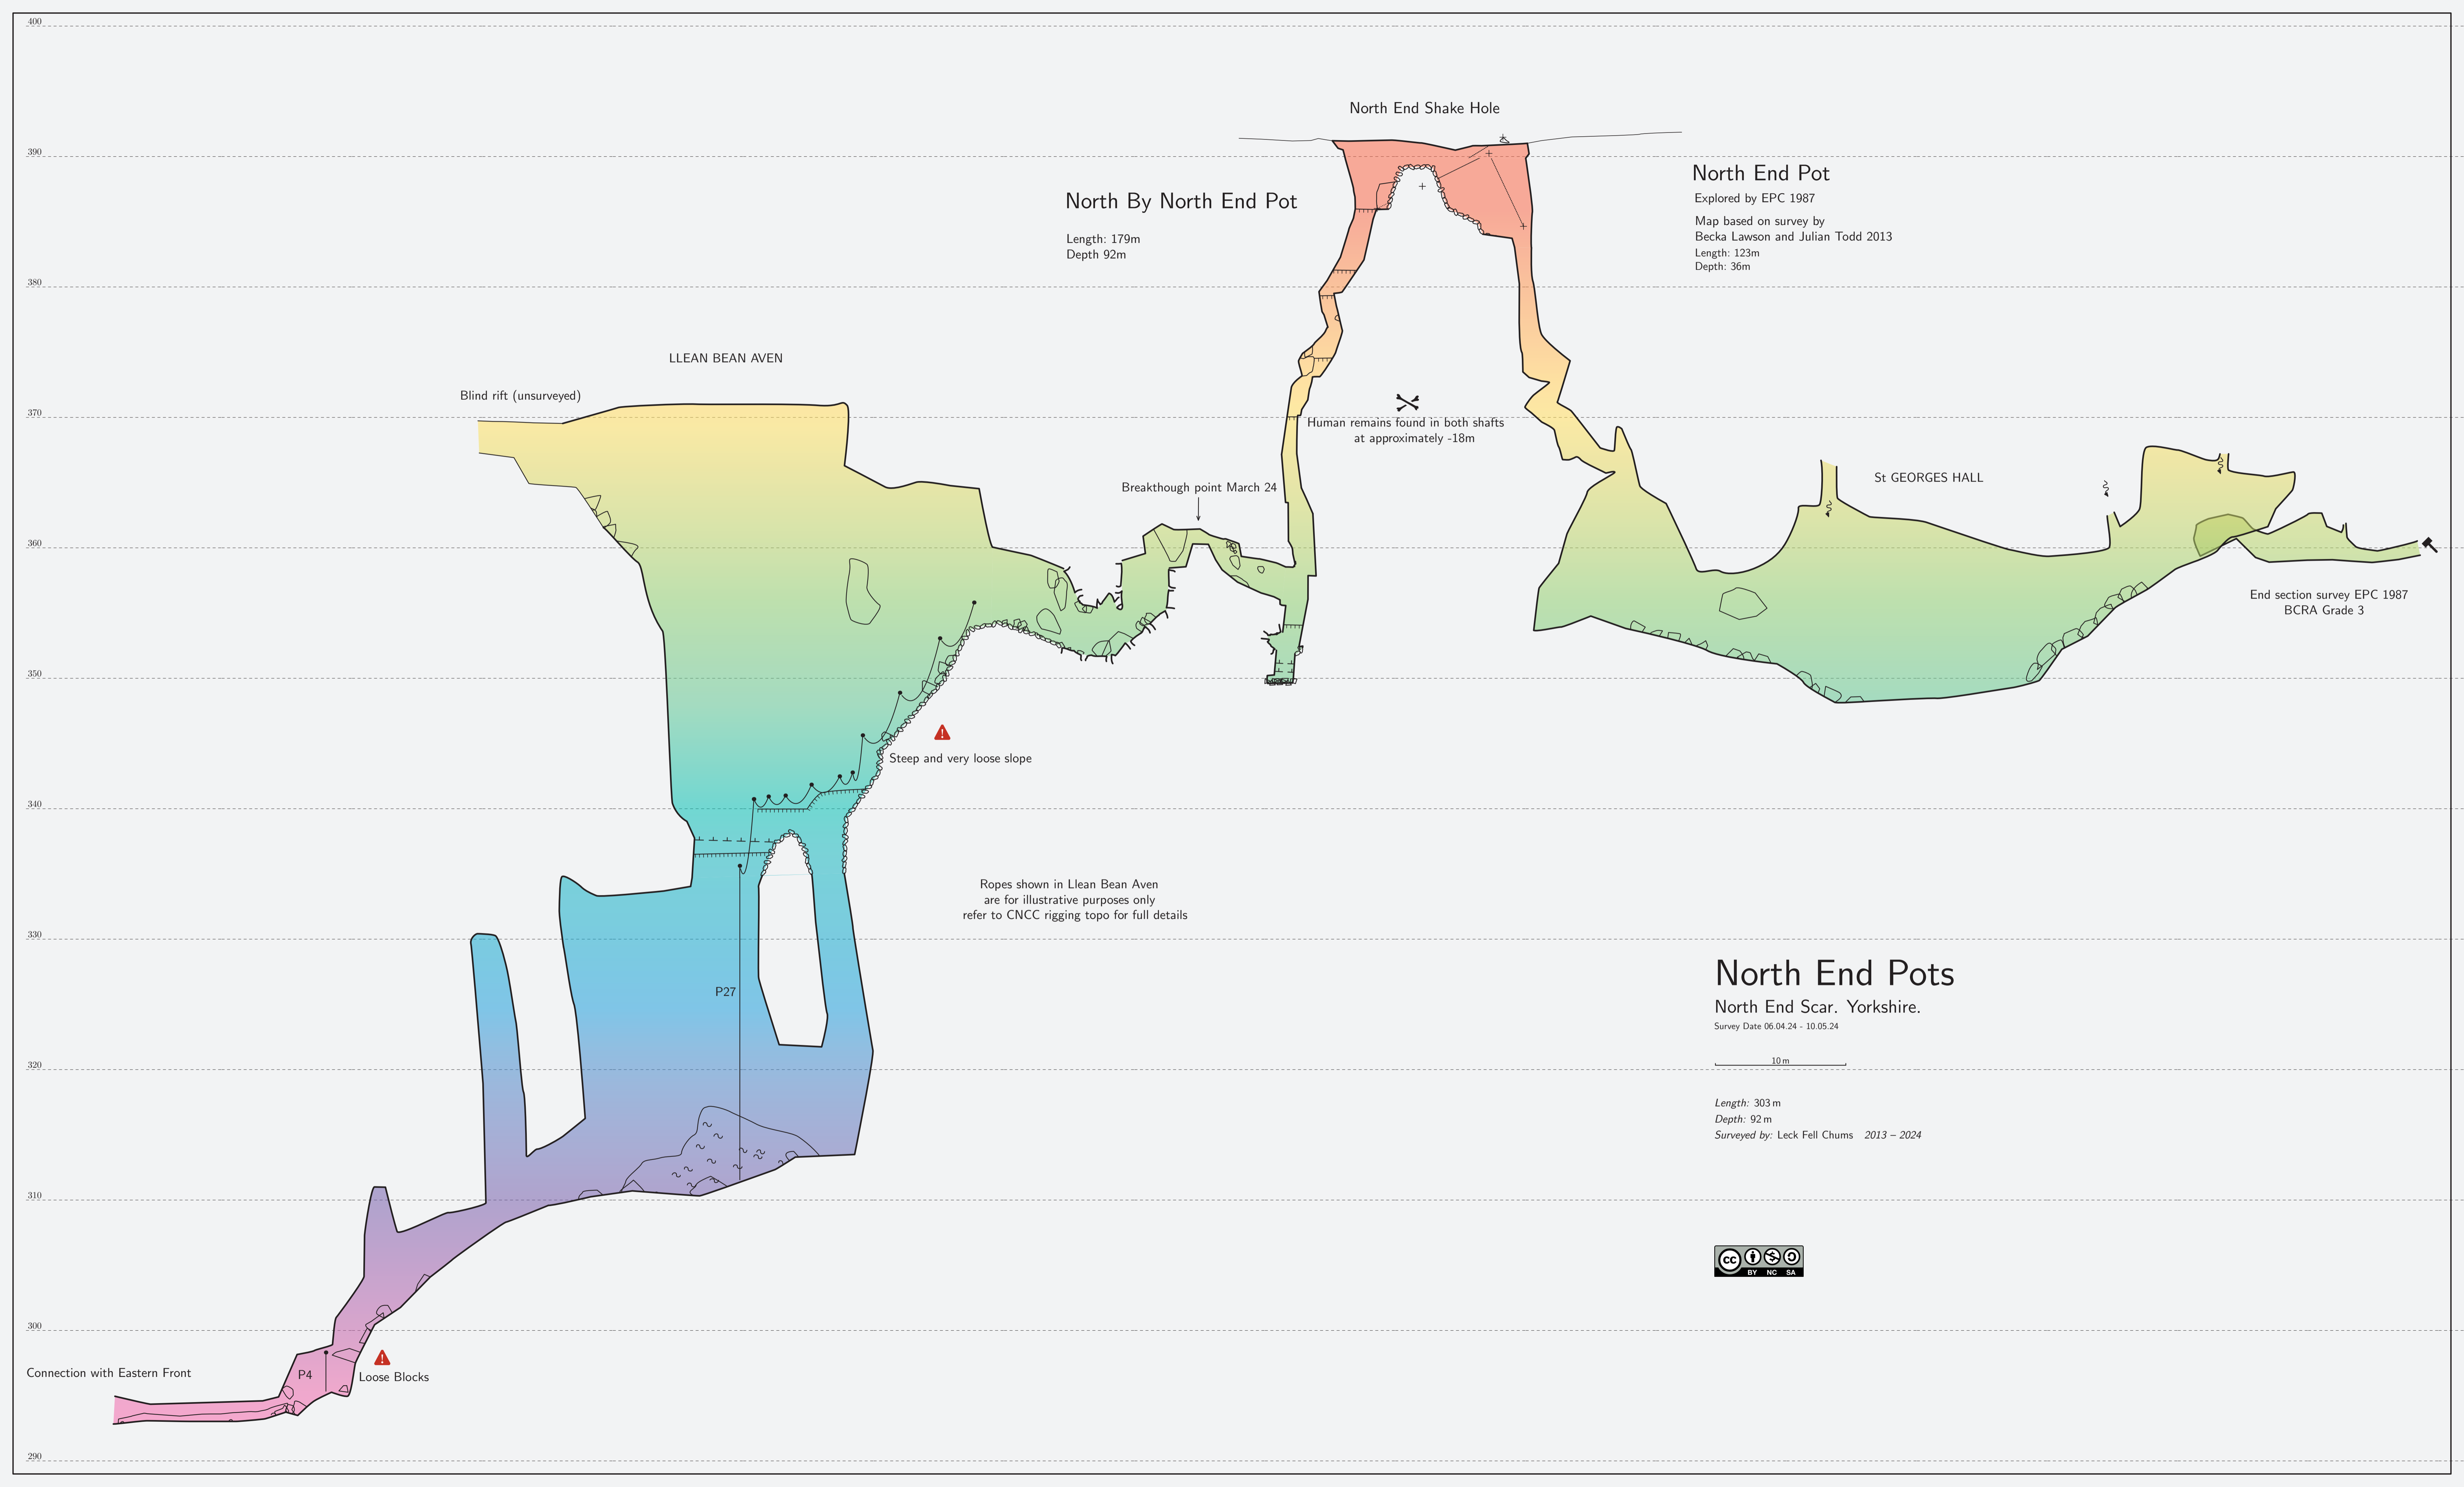 400
North End Shake Hole
390
North End Pot
Explored by EPC 1987
Map based on survey by
Becka Lawson and Julian Todd 2013
Length: 123m
Depth: 36m
North By North End Pot
Length: 179m
Depth 92m
380
LLEAN BEAN AVEN
Blind rift (unsurveyed)
370
Human remains found in both shafts
at approximately -18m
St GEORGES HALL
Breakthough point March 24
360
End section survey EPC 1987
BCRA Grade 3
350
Steep and very loose slope
340
Ropes shown in Llean Bean Aven
are for illustrative purposes only
refer to CNCC rigging topo for full details
330
North End Pots
North End Scar. Yorkshire.
Survey Date 06.04.24 - 10.05.24
P27
10 m
320
Length: 303 m
Depth: 92 m
Surveyed by: Leck Fell Chums 2013 – 2024
310
cc
BY NC SA
300
Connection with Eastern Front
P4
Loose Blocks
290